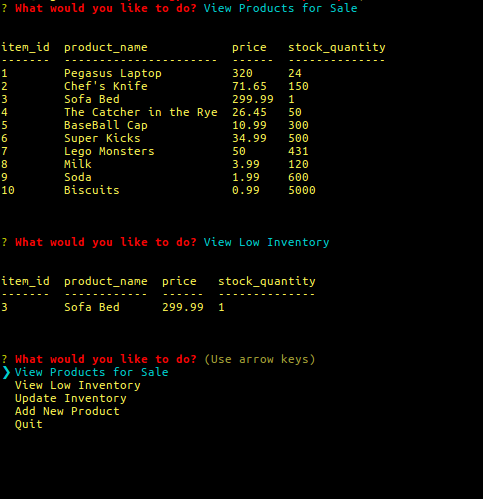 ? What would you like to do? View Products for Sale
item_id  product_name            price   stock_quantity
-------  ----------------------  ------  --------------
1        Pegasus Laptop          320     24
2        Chef's Knife            71.65   150
3        Sofa Bed                299.99  1
4        The Catcher in the Rye  26.45   50
5        BaseBall Cap            10.99   300
6        Super Kicks             34.99   500
7        Lego Monsters           50      431
8        Milk                    3.99    120
9        Soda                    1.99    600
10       Biscuits                0.99    5000
? What would you like to do? View Low Inventory
item_id  product_name  price   stock_quantity
-------  ------------  ------  --------------
3        Sofa Bed      299.99  1
? What would you like to do? (Use arrow keys)
❯ View Products for Sale
  View Low Inventory
  Update Inventory
  Add New Product
  Quit